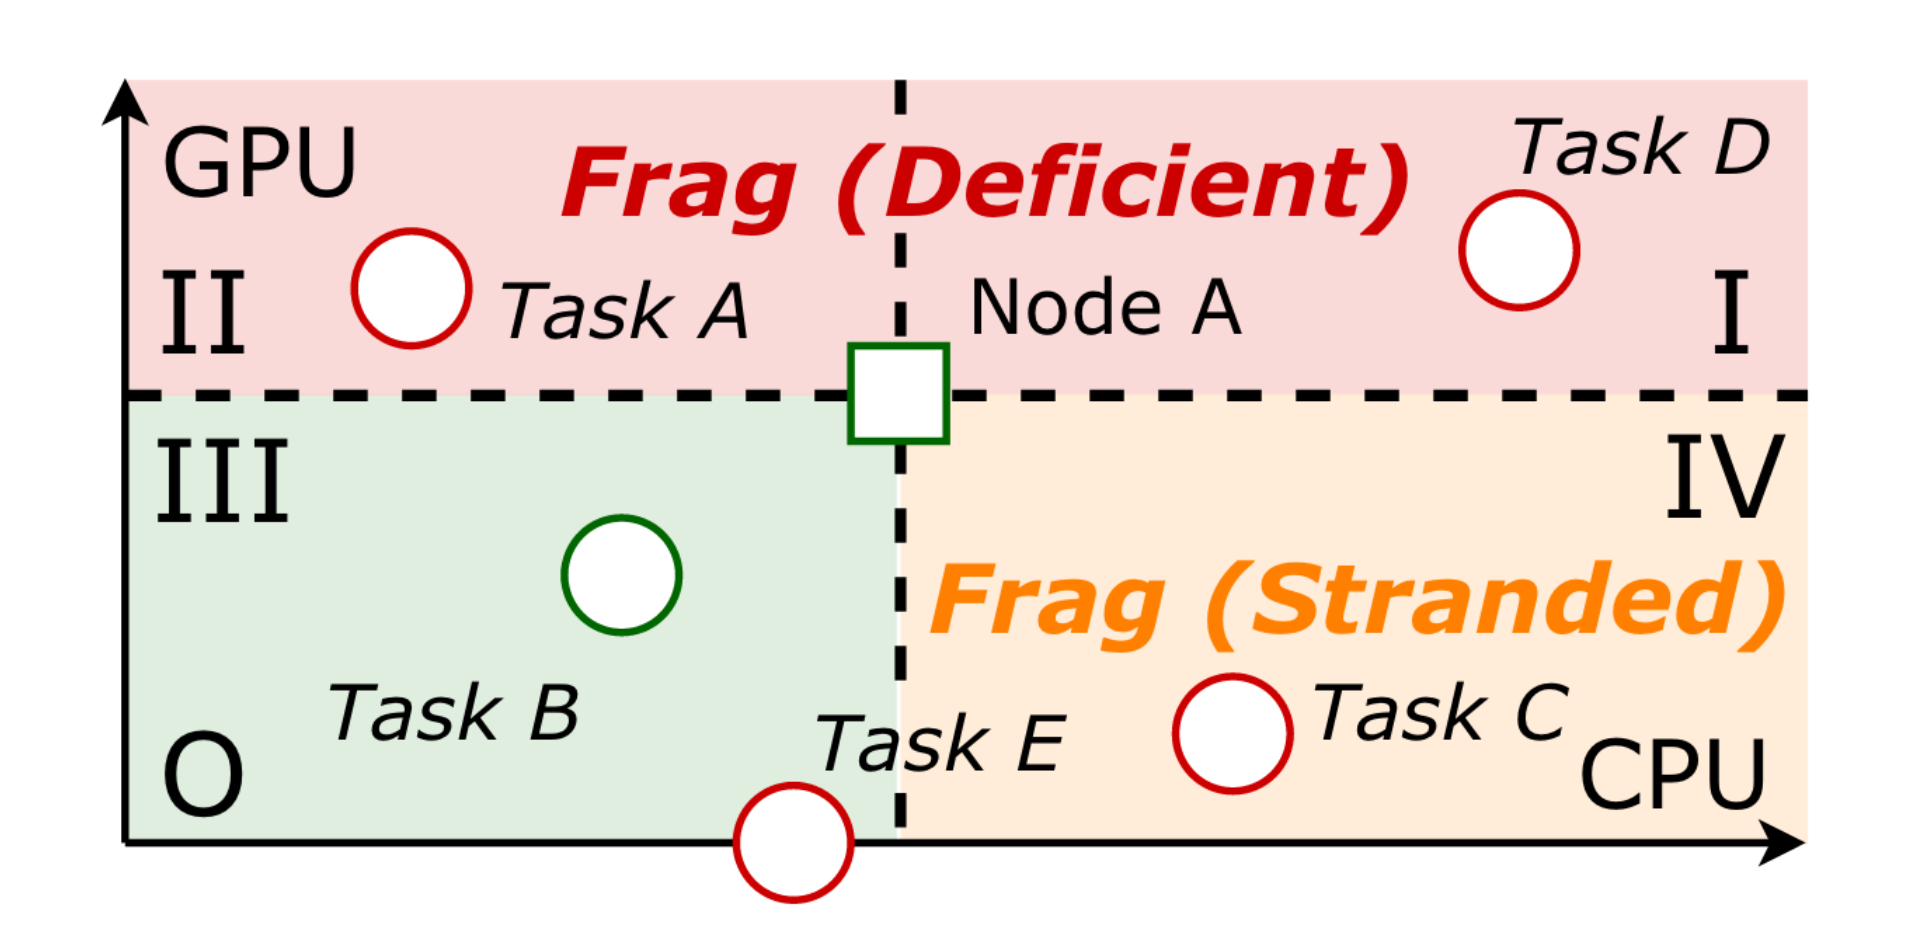 GPU
Frag (Deficient)
Task D
II
Task A
Node A
I
III
IV
Frag (Stranded)
Task B
Task E
Task C
O
CPU